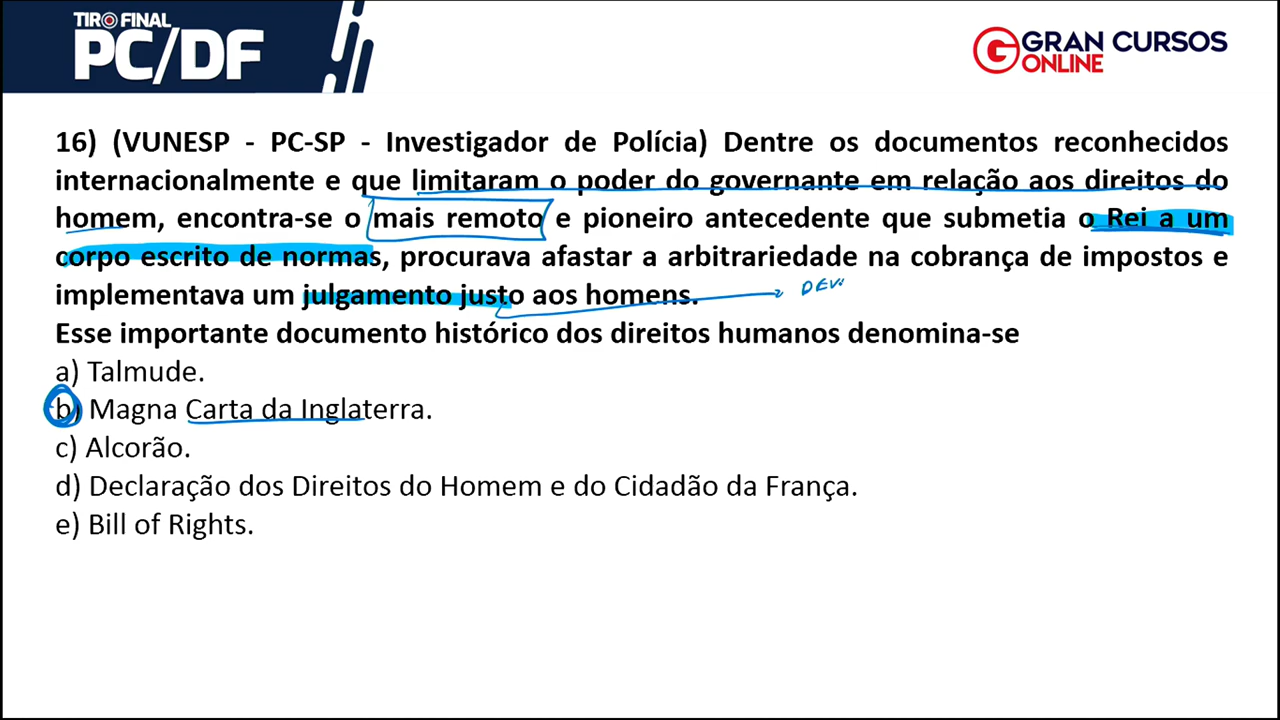 TIRO FINAL
PC/DF
GRAN CURSOS
ONLINE
16) (VUNESP - PC-SP - Investigador de Polícia) Dentre os documentos reconhecidos
internacionalmente e que limitaram o poder do governante em relação aos direitos do
homem, encontra-se o mais remoto e pioneiro antecedente que submetia o Rei a um
corpo escrito de normas, procurava afastar a arbitrariedade na cobrança de impostos e
implementava um julgamento justo aos homens.
Esse importante documento histórico dos direitos humanos denomina-se
a) Talmude.
b) Magna Carta da Inglaterra.
c) Alcorão.
d) Declaração dos Direitos do Homem e do Cidadão da França.
e) Bill of Rights.